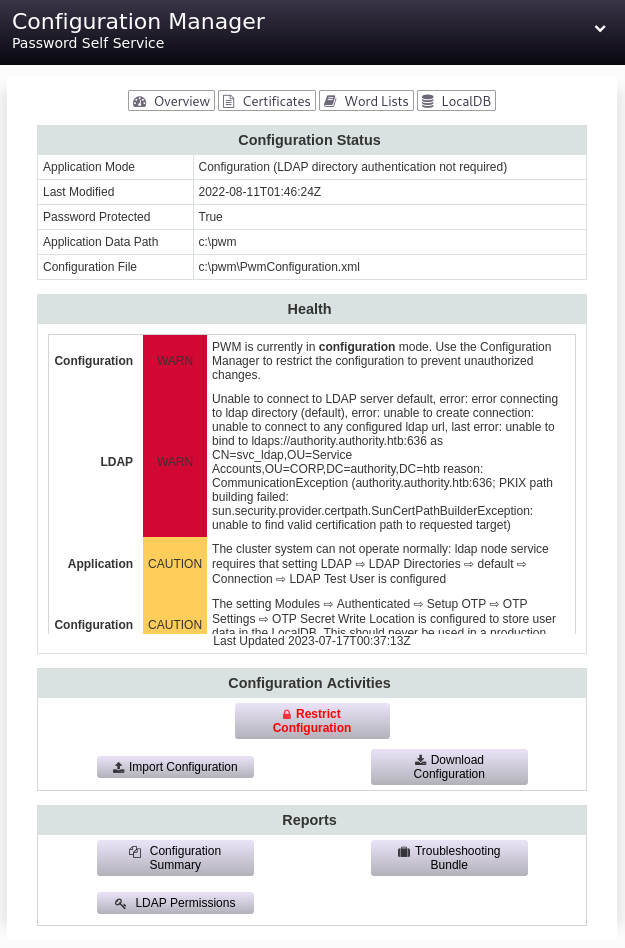 Configuration Manager
Password Self Service
Overview Certificates Word Lists LocalDB
Configuration Status
Application Mode Configuration (LDAP directory authentication not required)
Last Modified 2022-08-11T01:46:24Z
Password Protected True
Application Data Path c:\pwm
Configuration File c:\pwm\PwmConfiguration.xml
Health
Configuration WARN PWM is currently in configuration mode. Use the Configuration
Manager to restrict the configuration to prevent unauthorized
changes.
LDAP WARN Unable to connect to LDAP server default, error: error connecting
to ldap directory (default), error: unable to create connection:
unable to connect to any configured ldap url, last error: unable to
bind to ldaps://authority.authority.htb:636 as
CN=svc_ldap,OU=Service
Accounts,OU=CORP,DC=authority,DC=htb reason:
CommunicationException (authority.authority.htb:636; PKIX path
building failed:
sun.security.provider.certpath.SunCertPathBuilderException:
unable to find valid certification path to requested target)
Application CAUTION The cluster system can not operate normally: ldap node service
requires that setting LDAP ⇨ LDAP Directories ⇨ default ⇨
Connection ⇨ LDAP Test User is configured
Configuration CAUTION The setting Modules ⇨ Authenticated ⇨ Setup OTP ⇨ OTP
Settings ⇨ OTP Secret Write Location is configured to store user
data in the LocalDB. This should never be used in a production
Last Updated 2023-07-17T00:37:13Z
Configuration Activities
Restrict
Configuration
Import Configuration
Download
Configuration
Reports
Configuration
Summary
Troubleshooting
Bundle
LDAP Permissions